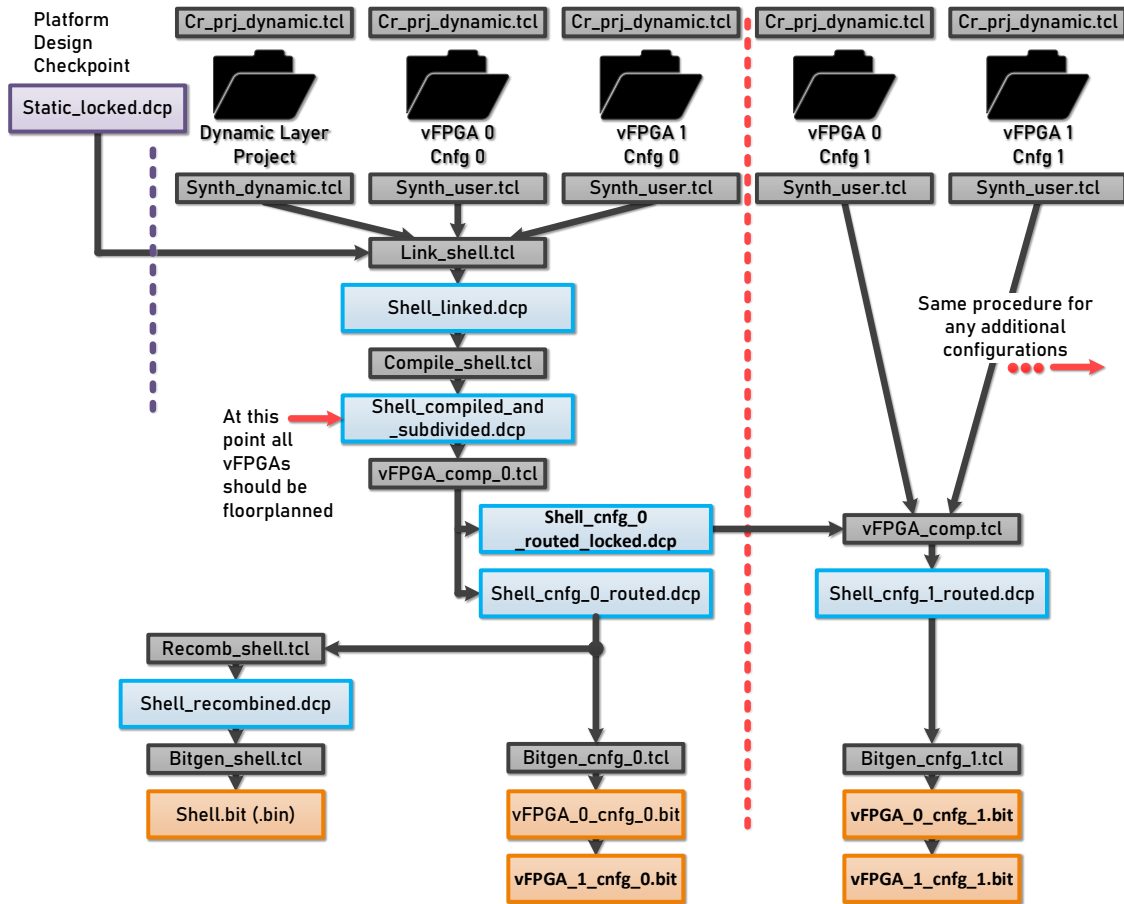 Platform
Design
Checkpoint
Static_locked.dcp
Cr_prj_dynamic.tcl
Cr_prj_dynamic.tcl
Cr_prj_dynamic.tcl
Cr_prj_dynamic.tcl
Cr_prj_dynamic.tcl
Dynamic Layer
Project
vFPGA 0
Cnfg 0
vFPGA 1
Cnfg 0
vFPGA 0
Cnfg 1
vFPGA 1
Cnfg 1
Synth_dynamic.tcl
Synth_user.tcl
Synth_user.tcl
Synth_user.tcl
Synth_user.tcl
Link_shell.tcl
Shell_linked.dcp
Same procedure for
any additional
configurations
Compile_shell.tcl
Shell_compiled_and
_subdivided.dcp
At this
point all
vFPGAs
should be
floorplanned
vFPGA_comp_0.tcl
Shell_cnfg_0
_routed_locked.dcp
vFPGA_comp.tcl
Shell_cnfg_0_routed.dcp
Shell_cnfg_1_routed.dcp
Recomb_shell.tcl
Shell_recombined.dcp
Bitgen_shell.tcl
Bitgen_cnfg_0.tcl
Bitgen_cnfg_1.tcl
Shell.bit (.bin)
vFPGA_0_cnfg_0.bit
vFPGA_0_cnfg_1.bit
vFPGA_1_cnfg_0.bit
vFPGA_1_cnfg_1.bit